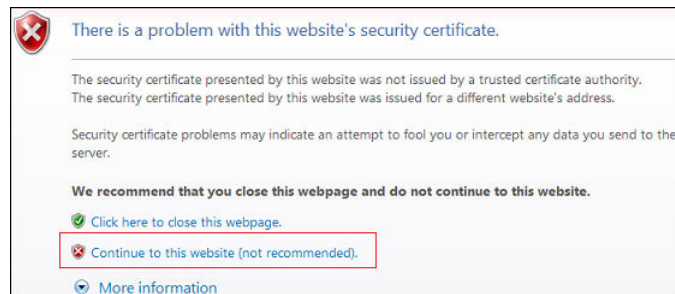 There is a problem with this website's security certificate.
The security certificate presented by this website was not issued by a trusted certificate authority.
The security certificate presented by this website was issued for a different website's address.
Security certificate problems may indicate an attempt to fool you or intercept any data you send to the
server.
We recommend that you close this webpage and do not continue to this website.
Click here to close this webpage.
Continue to this website (not recommended).
More information